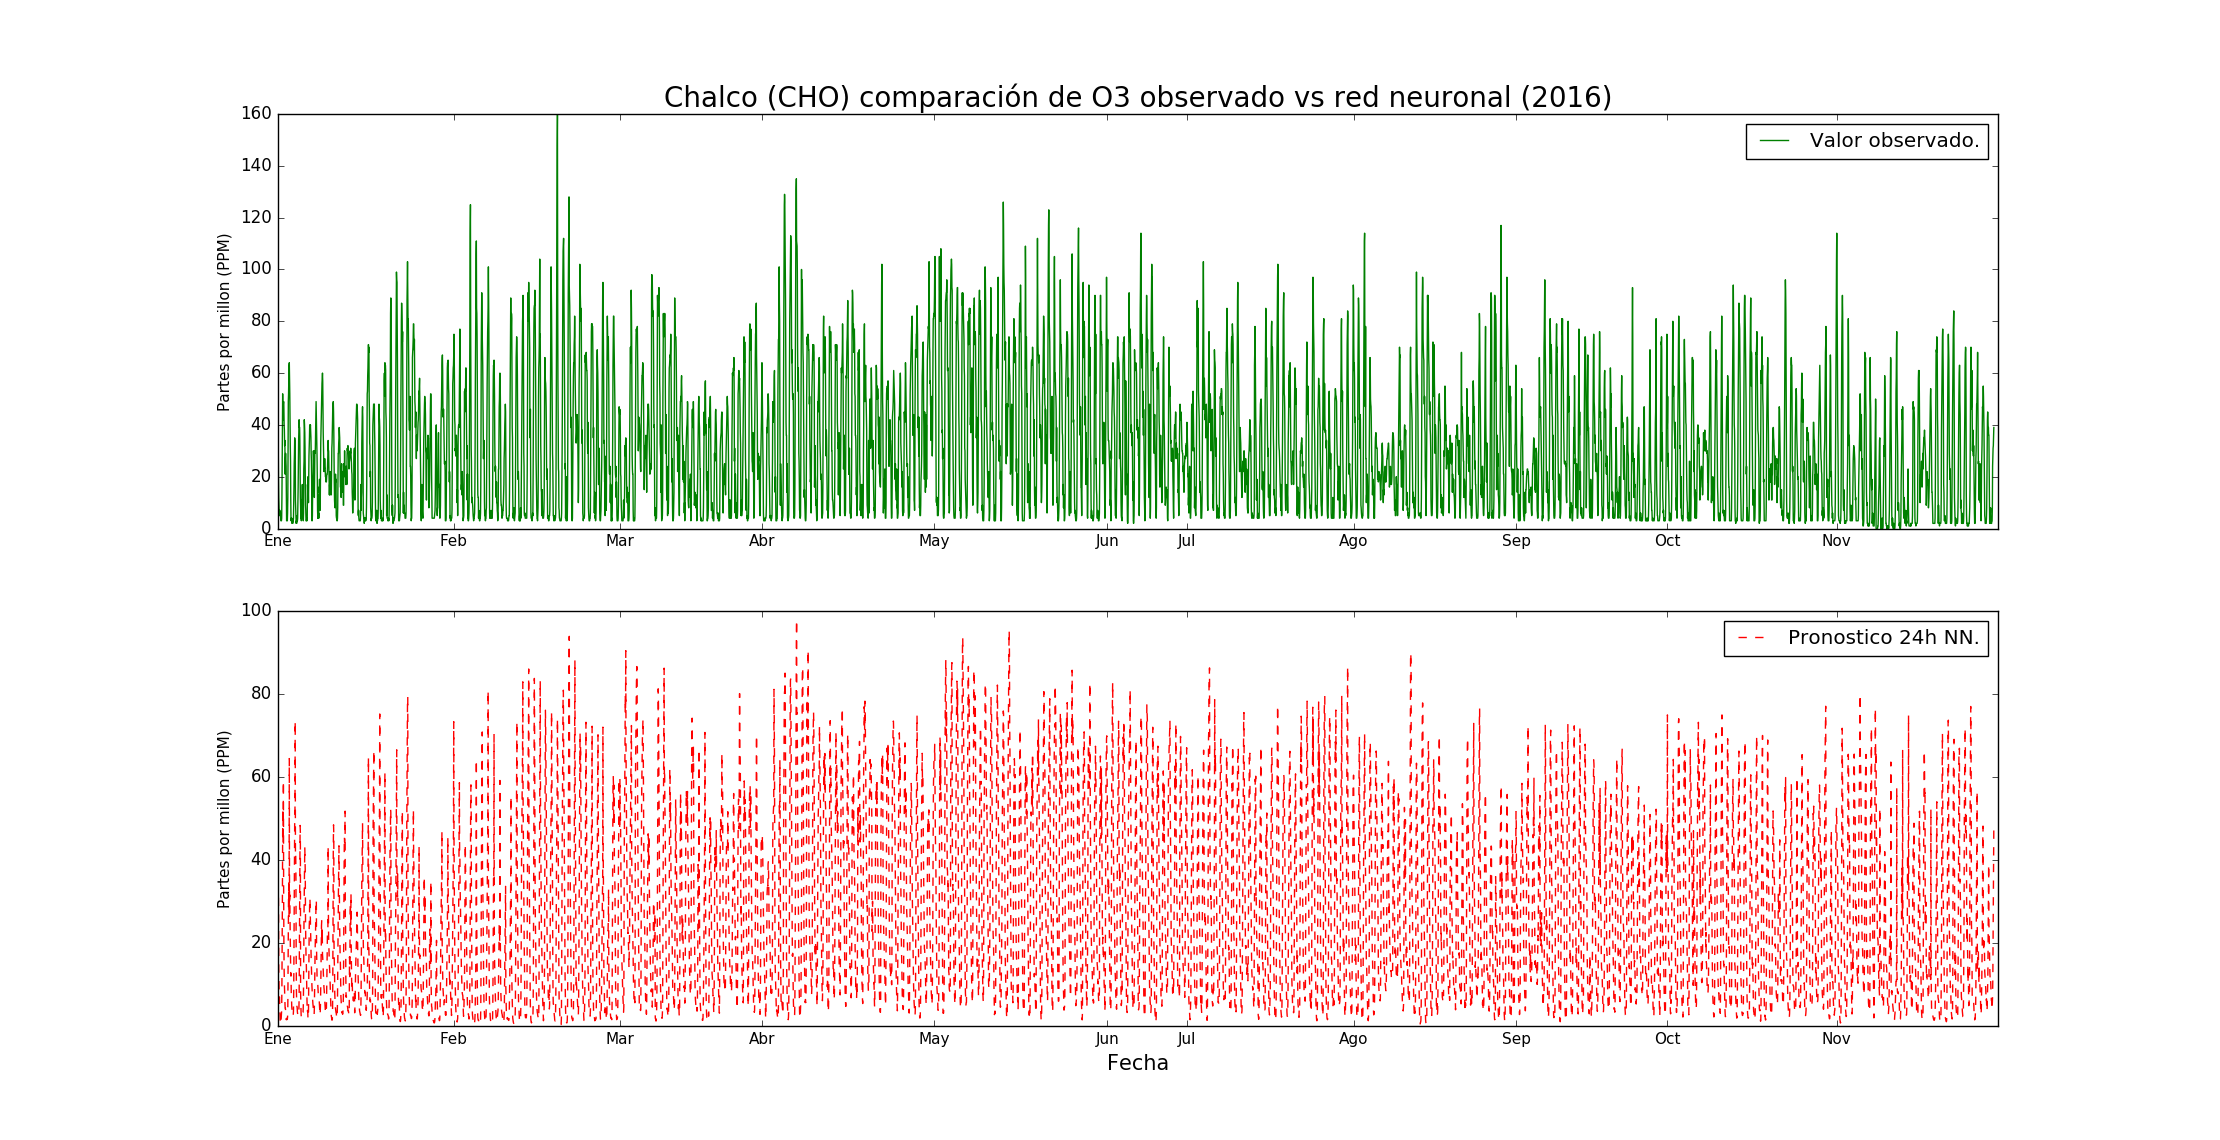 Chalco (CHO) comparación de O3 observado vs red neuronal (2016)
160
140
120
100
80
60
40
20
0
Partes por millon (PPM)
Valor observado.
Ene Feb Mar Abr May Jun Jul Ago Sep Oct Nov
100
80
60
40
20
0
Partes por millon (PPM)
Pronostico 24h NN.
Ene Feb Mar Abr May Jun Jul Ago Sep Oct Nov
Fecha